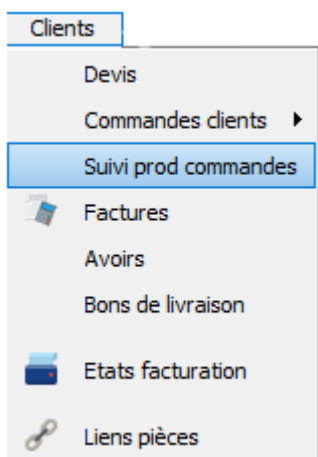 Clients
Devis
Commandes clients
Suivi prod commandes
Factures
Avoirs
Bons de livraison
Etats facturation
Liens pièces